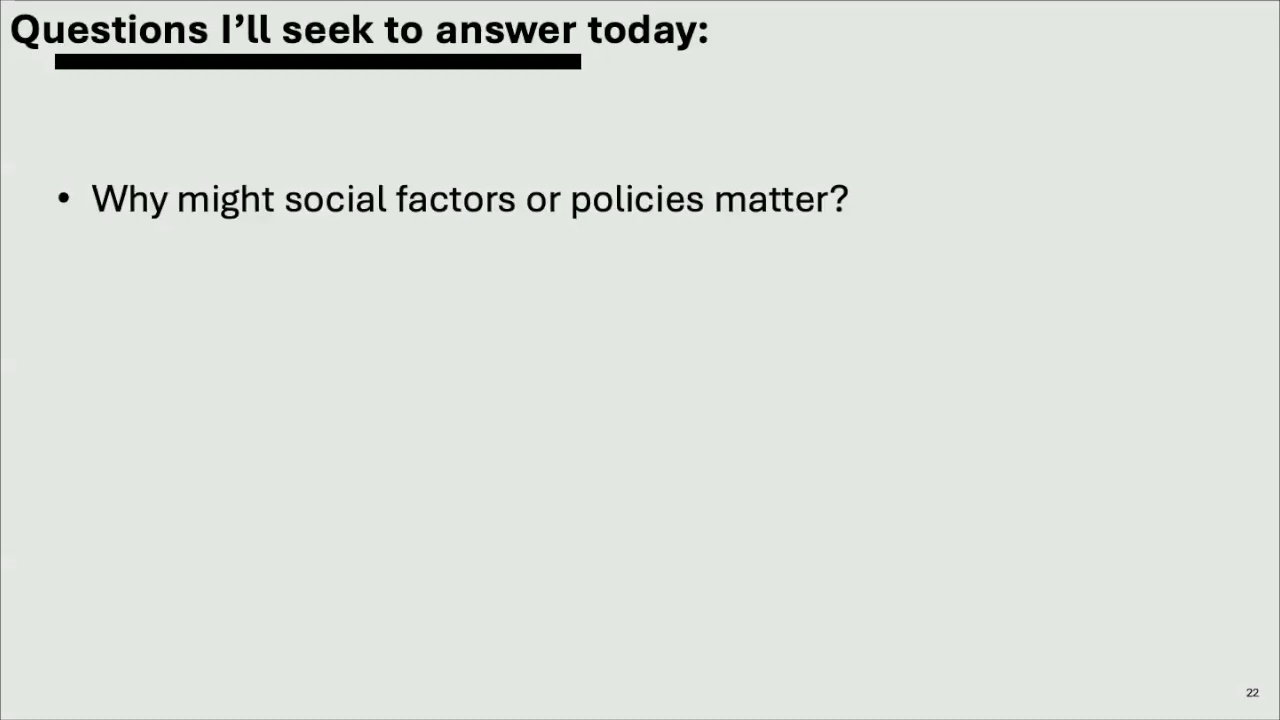 Questions I’ll seek to answer today:
• Why might social factors or policies matter?
22